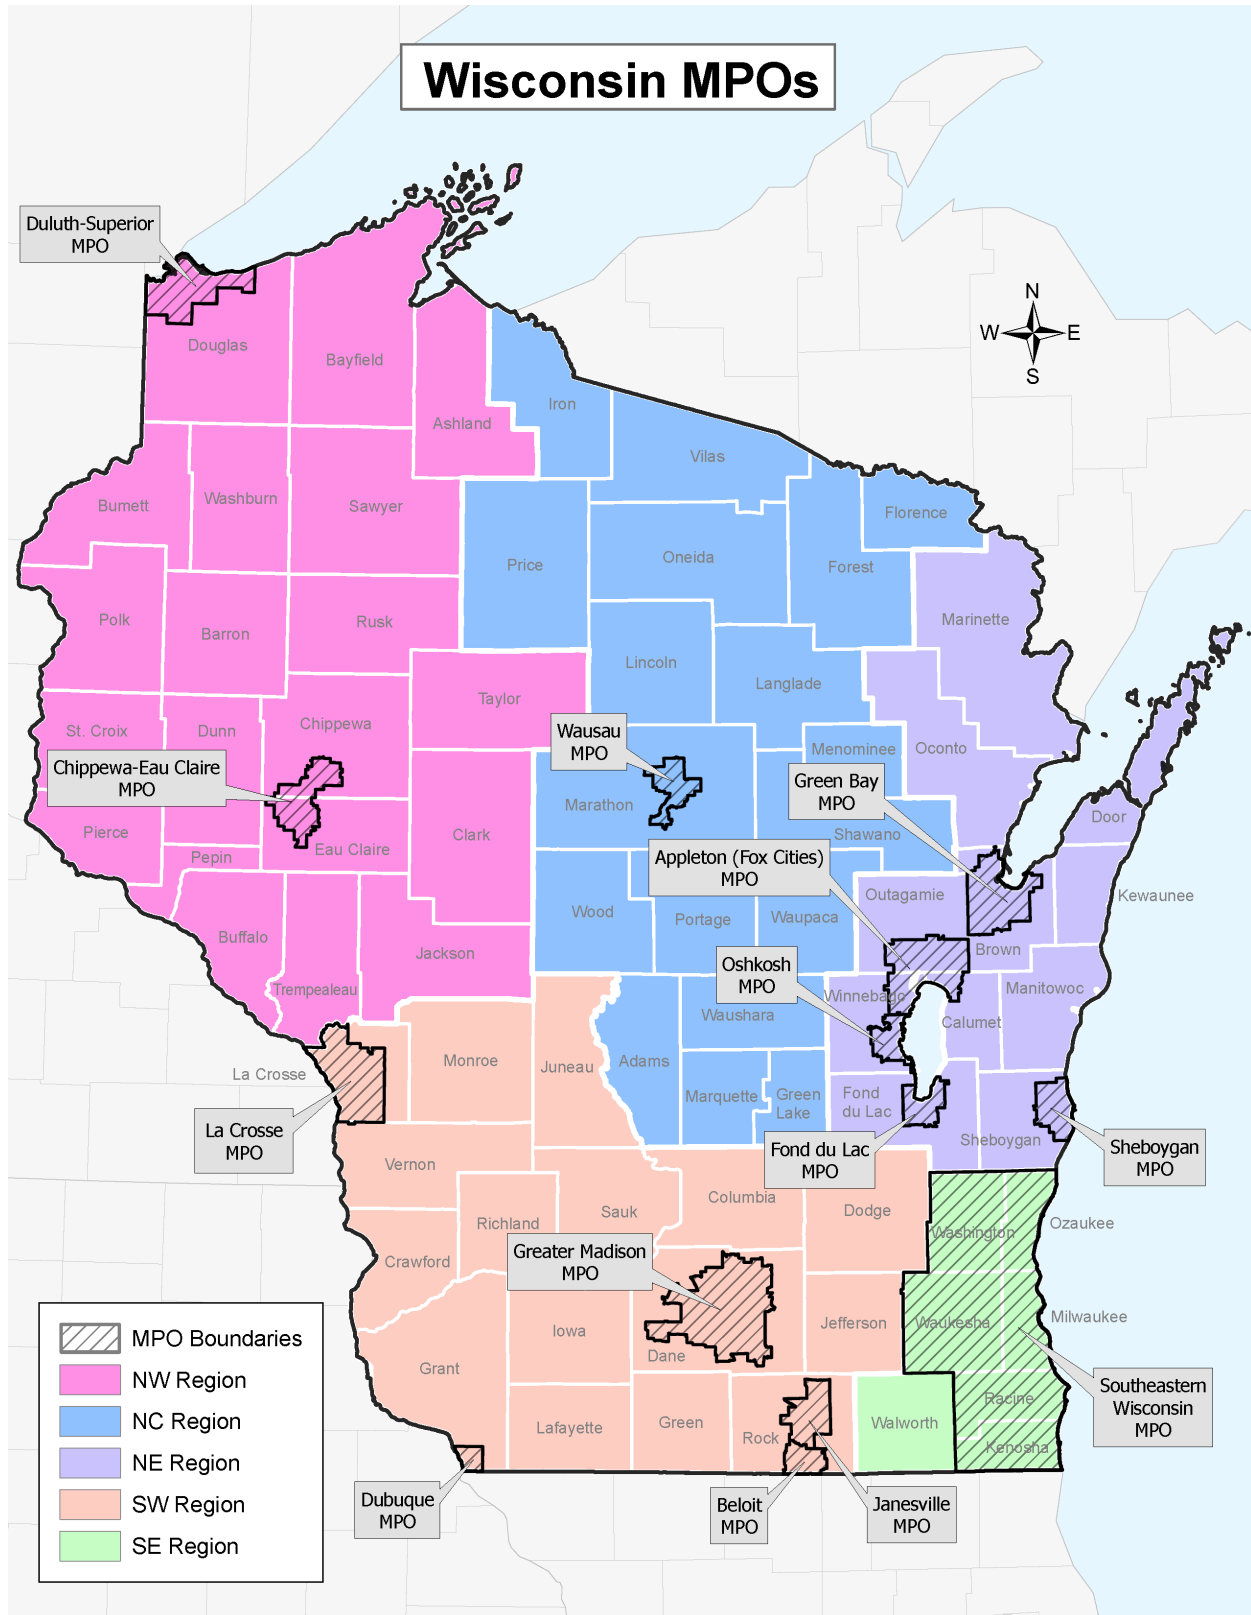 Wisconsin MPOs
Duluth-Superior
MPO
N
W
E
S
Douglas
Bayfield
Ashland
Iron
Vilas
Burnett
Washburn
Sawyer
Price
Oneida
Forest
Florence
Marinette
Polk
Barron
Rusk
Lincoln
Langlade
Taylor
St. Croix
Dunn
Chippewa
Wausau
MPO
Menominee
Oconto
Chippewa-Eau Claire
MPO
Green Bay
MPO
Marathon
Pierce
Pepin
Eau Claire
Clark
Shawano
Door
Appleton (Fox Cities)
MPO
Outagamie
Kewaunee
Wood
Portage
Waupaca
Buffalo
Jackson
Brown
Oshkosh
MPO
Trempealeau
Winnebago
Manitowoc
Waushara
Calumet
La Crosse
Monroe
Juneau
Adams
Marquette
Green
Lake
Fond
du Lac
La Crosse
MPO
Fond du Lac
MPO
Sheboygan
Sheboygan
MPO
Vernon
Columbia
Dodge
Richland
Sauk
Washington
Ozaukee
Crawford
Greater Madison
MPO
Iowa
Dane
Jefferson
Waukesha
Milwaukee
Grant
Lafayette
Green
Rock
Walworth
Racine
Kenosha
Southeastern
Wisconsin
MPO
Dubuque
MPO
Beloit
MPO
Janesville
MPO
MPO Boundaries
NW Region
NC Region
NE Region
SW Region
SE Region